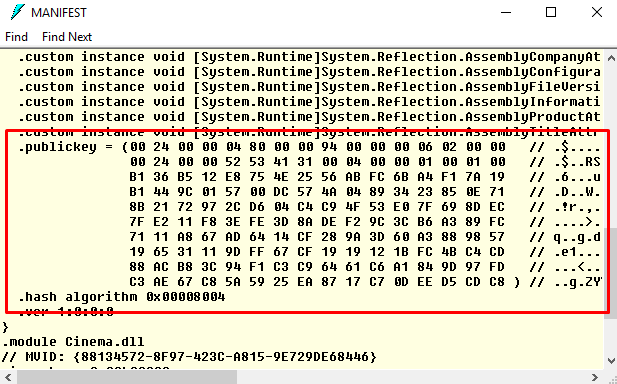 MANIFEST
Find Find Next
.custom instance void [System.Runtime]System.Reflection.AssemblyCompanyAt
.custom instance void [System.Runtime]System.Reflection.AssemblyConfigura
.custom instance void [System.Runtime]System.Reflection.AssemblyFileVersi
.custom instance void [System.Runtime]System.Reflection.AssemblyInformati
.custom instance void [System.Runtime]System.Reflection.AssemblyProductAt
.custom instance void [System.Runtime]System.Reflection.AssemblyTitleAttr
.publickey = (00 24 00 00 04 80 00 00 94 00 00 00 06 02 00 00 // .$....
00 24 00 00 52 53 41 31 00 04 00 00 01 00 01 00 // .$..RS
B1 36 B5 12 E8 75 4E 25 56 AB FC 6B A4 F1 7A 19 // .6...u
B1 44 9C 01 57 00 DC 57 4A 04 89 34 23 85 0E 71 // .D..W.
8B 21 72 97 2C D6 04 C4 C9 4F 53 E0 7F 69 8D EC // .!r.,.
7F E2 11 F8 3E FE 3D 8A DE F2 9C 3C B6 A3 89 FC // ....>.
71 11 A8 67 AD 64 14 CF 28 9A 3D 60 A3 88 98 57 // q..g.d
19 65 31 11 9D FF 67 CF 19 19 12 1B FC 4B C4 CD // .e1...
88 AC B8 3C 94 F1 C3 C9 64 61 C6 A1 84 9D 97 FD // ...<..
C3 AE 67 C8 5A 59 25 EA 87 17 C7 0D EE D5 CD C8 ) // ..g.ZY
.hash algorithm 0x00008004
.ver 1:0:0:0
}
.module Cinema.dll
// MVID: {88134572-8F97-423C-A815-9E729DE68446}